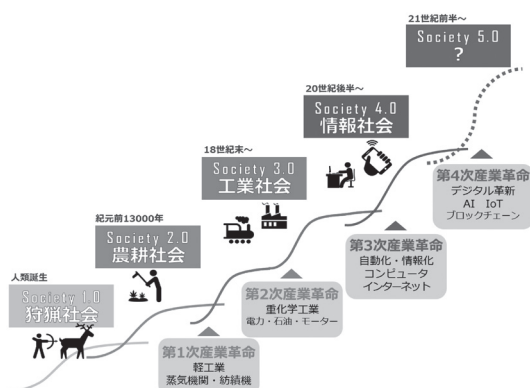 21世紀前半~
Society 5.0
?
20世紀後半~
Society 4.0
情報社会
18世紀末~
Society 3.0
工業社会
紀元前13000年
Society 2.0
農耕社会
人類誕生
Society 1.0
狩猟社会
第1次産業革命
軽工業
蒸気機関・紡績機
第2次産業革命
重化学工業
電力・石油・モーター
第3次産業革命
自動化・情報化
コンピュータ
インターネット
第4次産業革命
デジタル革新
AI IoT
ブロックチェーン